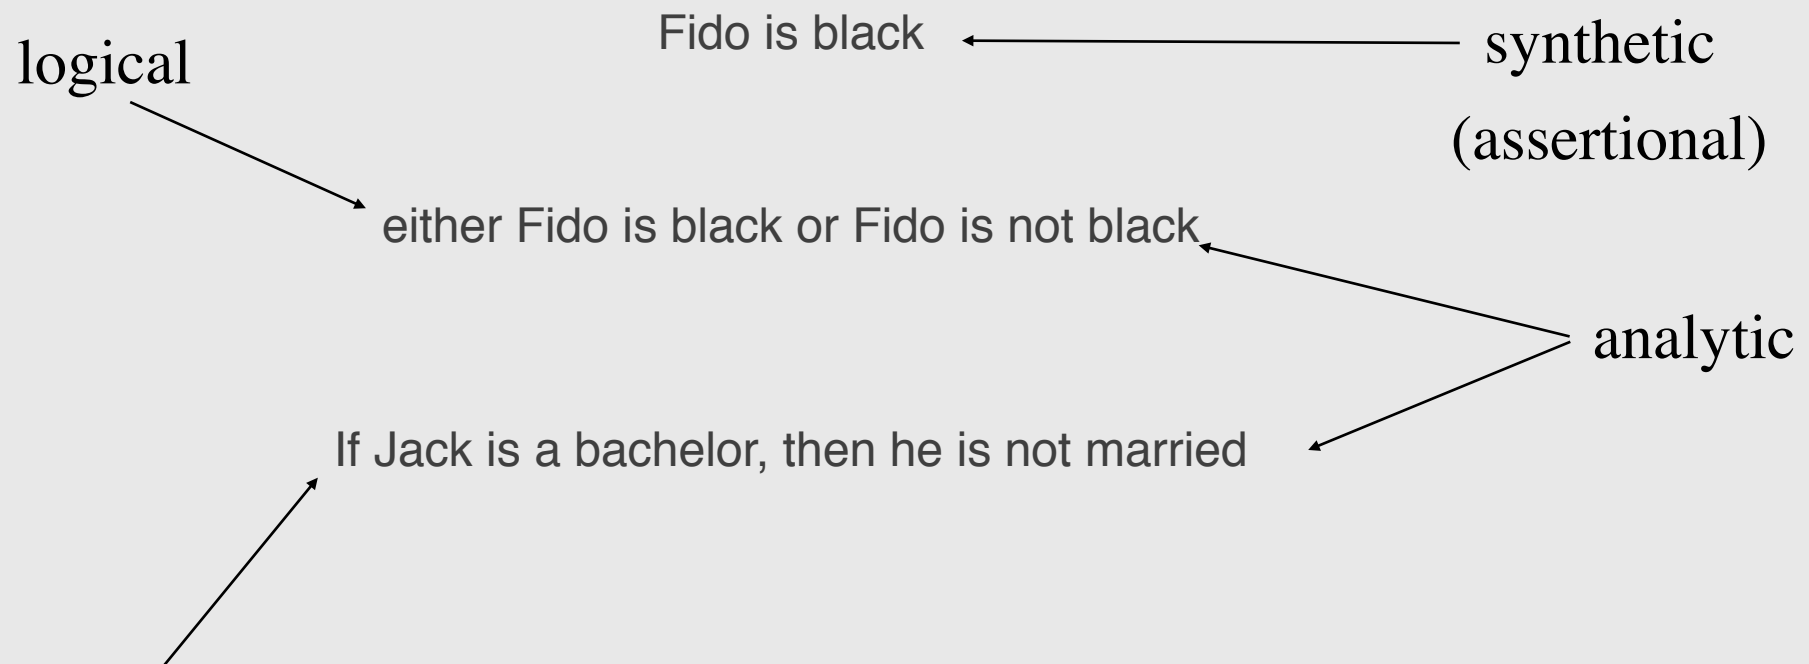 Fido is black
synthetic
logical
(assertional)
either Fido is black or Fido is not black
analytic
If Jack is a bachelor, then he is not married